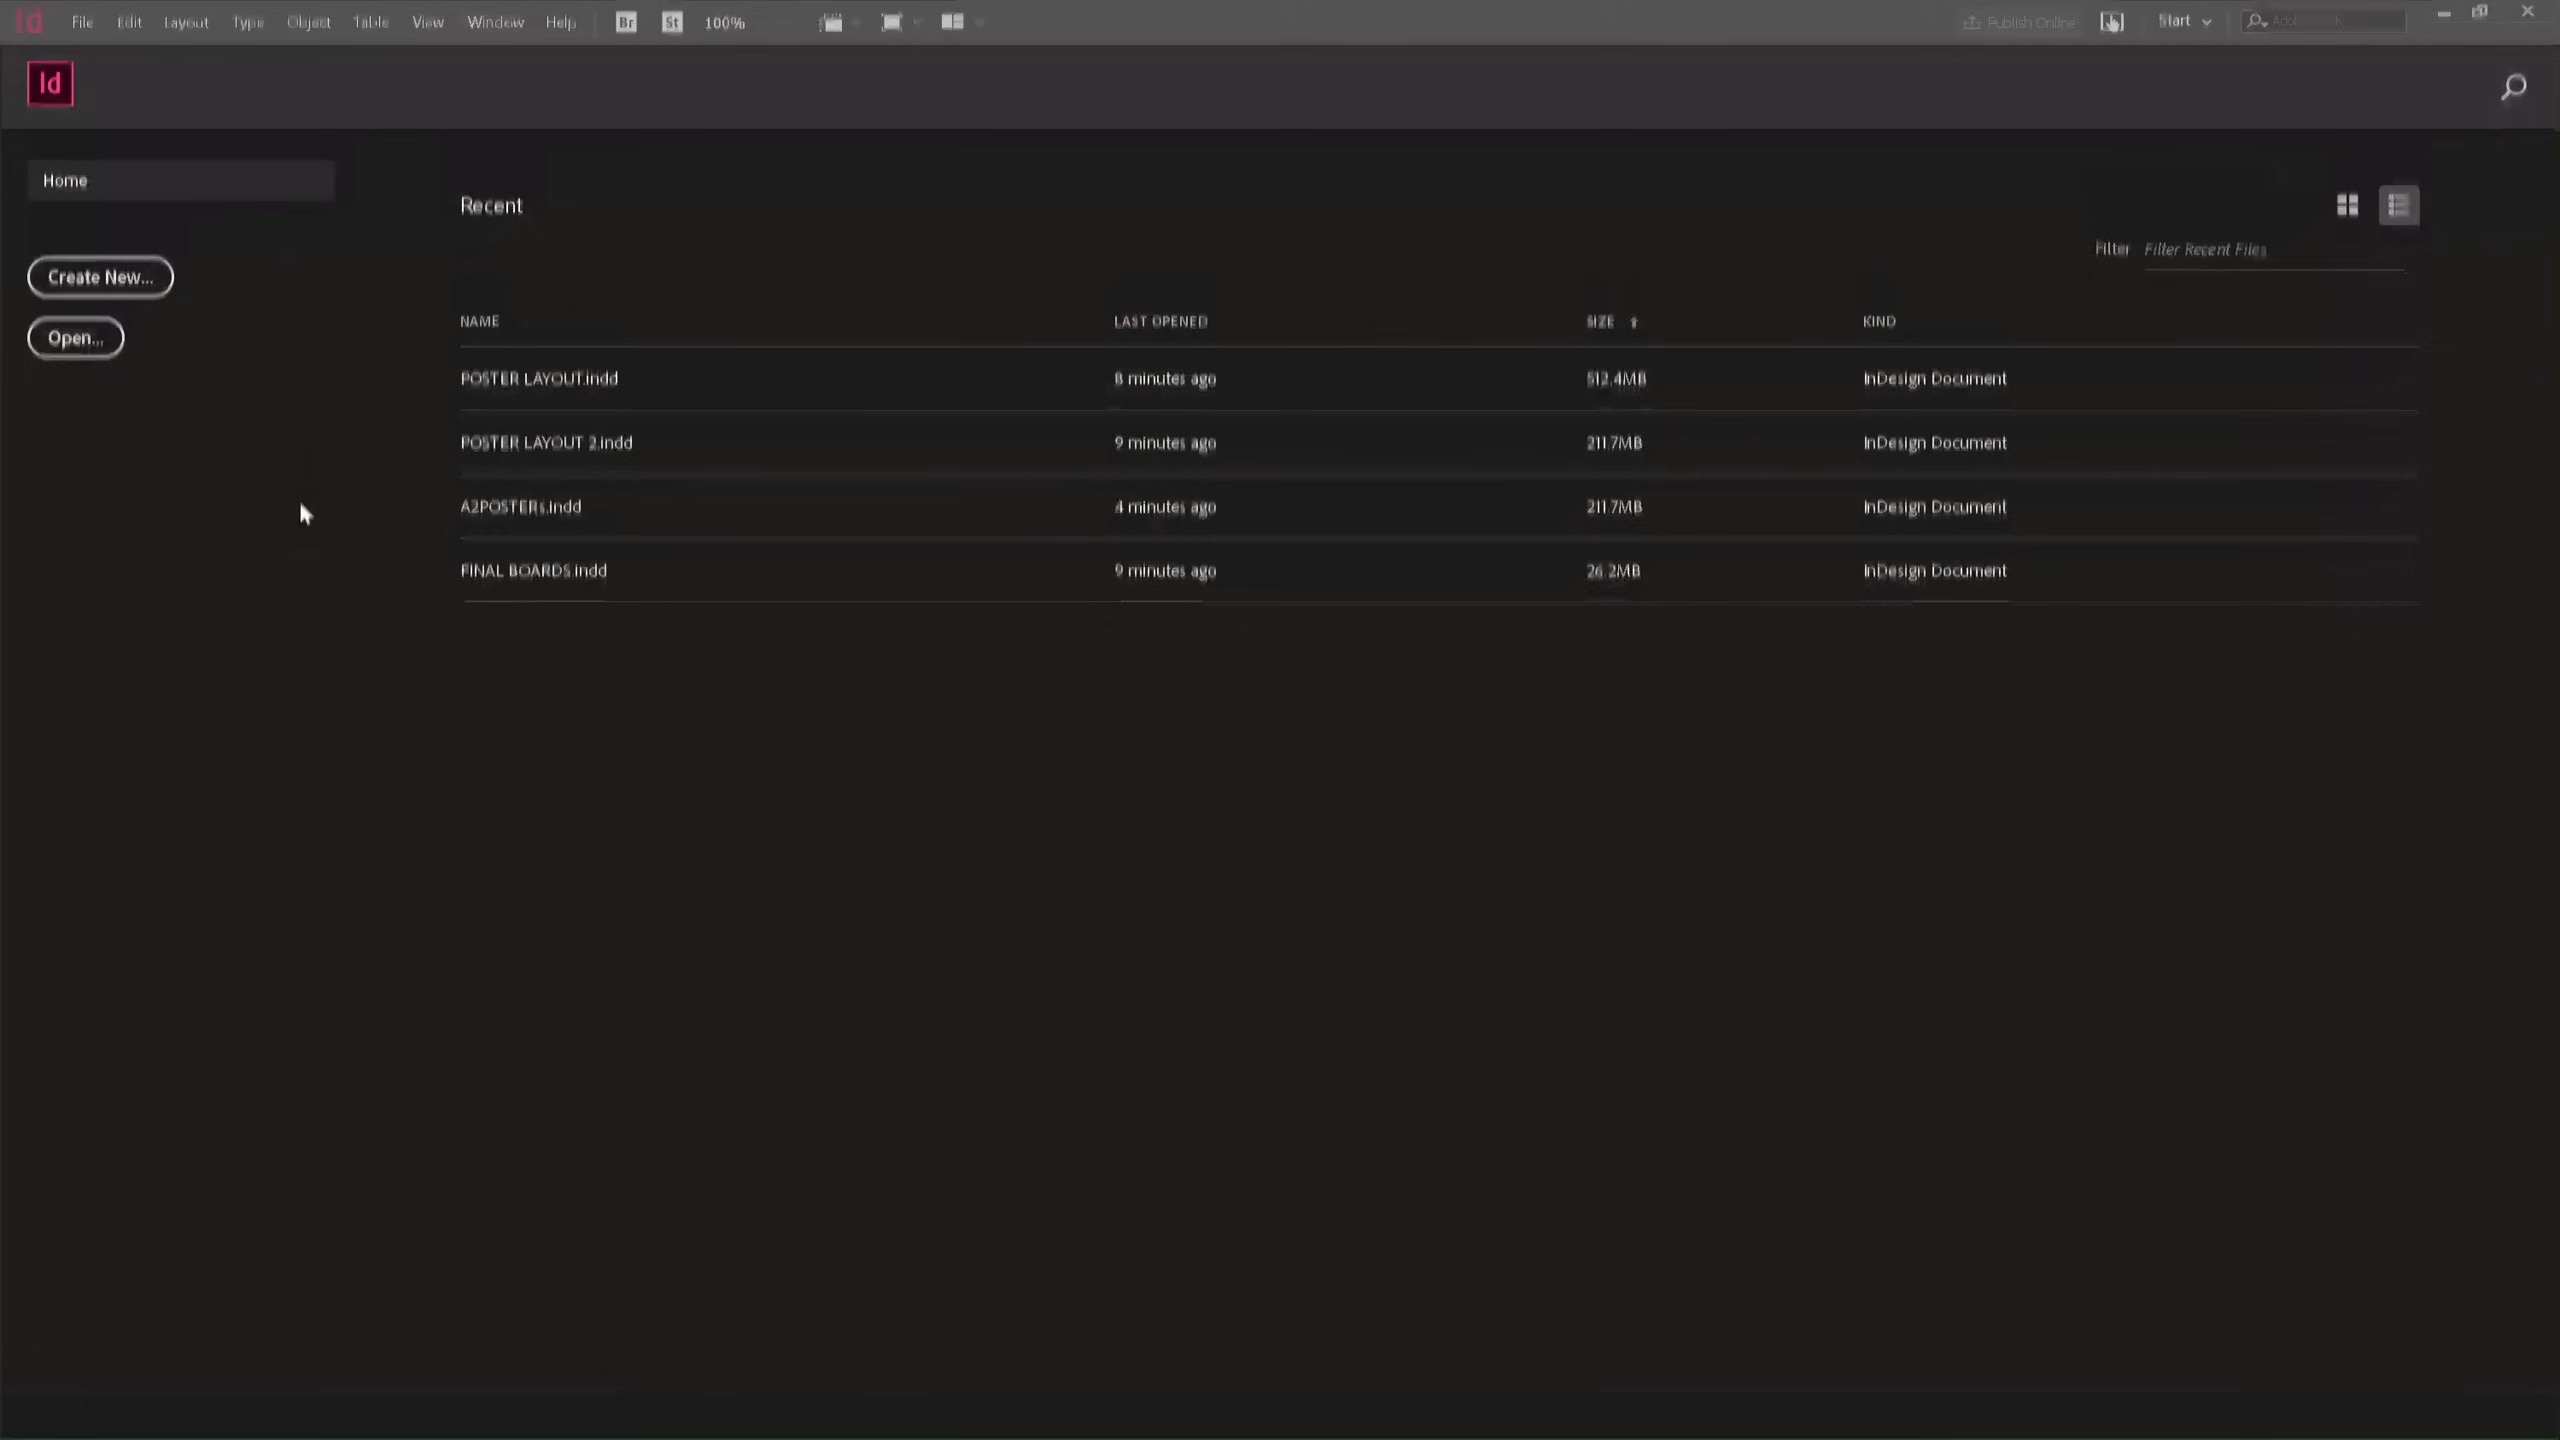 Id File Edit Layout Type Object Table View Window Help Br St 100% Publish Online Start
Id
Home
Recent
Filter Filter Recent Files
Create New...
Open...
NAME LAST OPENED SIZE KIND
POSTER LAYOUT.indd 8 minutes ago 512.4MB InDesign Document
POSTER LAYOUT 2.indd 9 minutes ago 211.7MB InDesign Document
A2POSTERs.indd 4 minutes ago 211.7MB InDesign Document
FINAL BOARDS.indd 9 minutes ago 26.2MB InDesign Document